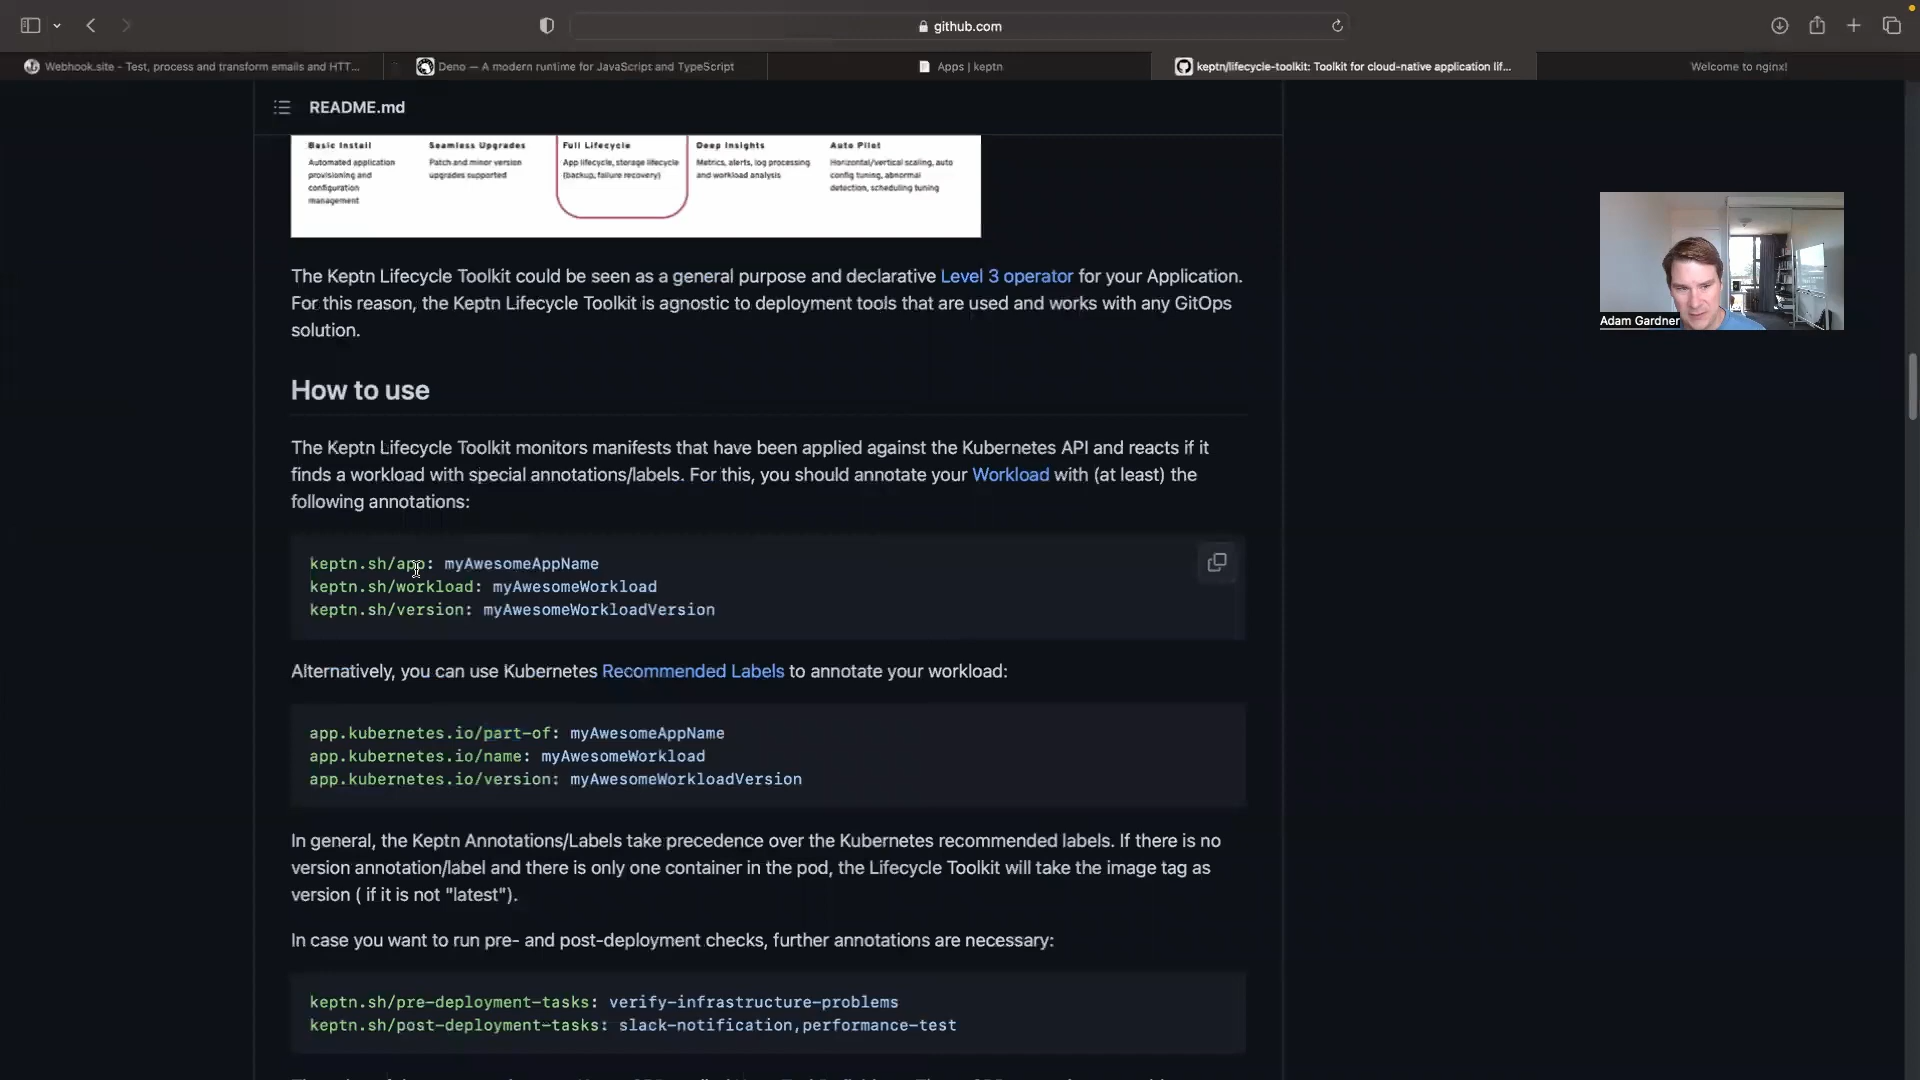 github.com
Webhook.site - Test, process and transform emails and HTT...
Deno — A modern runtime for JavaScript and TypeScript
Apps | keptn
keptn/lifecycle-toolkit: Toolkit for cloud-native application lif...
Welcome to nginx!
README.md
Basic Install
Automated application
provisioning and
configuration
management
Seamless Upgrades
Patch and minor version
upgrades supported
Full Lifecycle
App lifecycle, storage lifecycle
(backup, failure recovery)
Deep Insights
Metrics, alerts, log processing
and workload analysis
Auto Pilot
Horizontal/vertical scaling, auto
config tuning, abnormal
detection, scheduling tuning
Adam Gardner
The Keptn Lifecycle Toolkit could be seen as a general purpose and declarative Level 3 operator for your Application.
For this reason, the Keptn Lifecycle Toolkit is agnostic to deployment tools that are used and works with any GitOps
solution.
How to use
The Keptn Lifecycle Toolkit monitors manifests that have been applied against the Kubernetes API and reacts if it
finds a workload with special annotations/labels. For this, you should annotate your Workload with (at least) the
following annotations:
keptn.sh/app: myAwesomeAppName
keptn.sh/workload: myAwesomeWorkload
keptn.sh/version: myAwesomeWorkloadVersion
Alternatively, you can use Kubernetes Recommended Labels to annotate your workload:
app.kubernetes.io/part-of: myAwesomeAppName
app.kubernetes.io/name: myAwesomeWorkload
app.kubernetes.io/version: myAwesomeWorkloadVersion
In general, the Keptn Annotations/Labels take precedence over the Kubernetes recommended labels. If there is no
version annotation/label and there is only one container in the pod, the Lifecycle Toolkit will take the image tag as
version ( if it is not "latest").
In case you want to run pre- and post-deployment checks, further annotations are necessary:
keptn.sh/pre-deployment-tasks: verify-infrastructure-problems
keptn.sh/post-deployment-tasks: slack-notification,performance-test